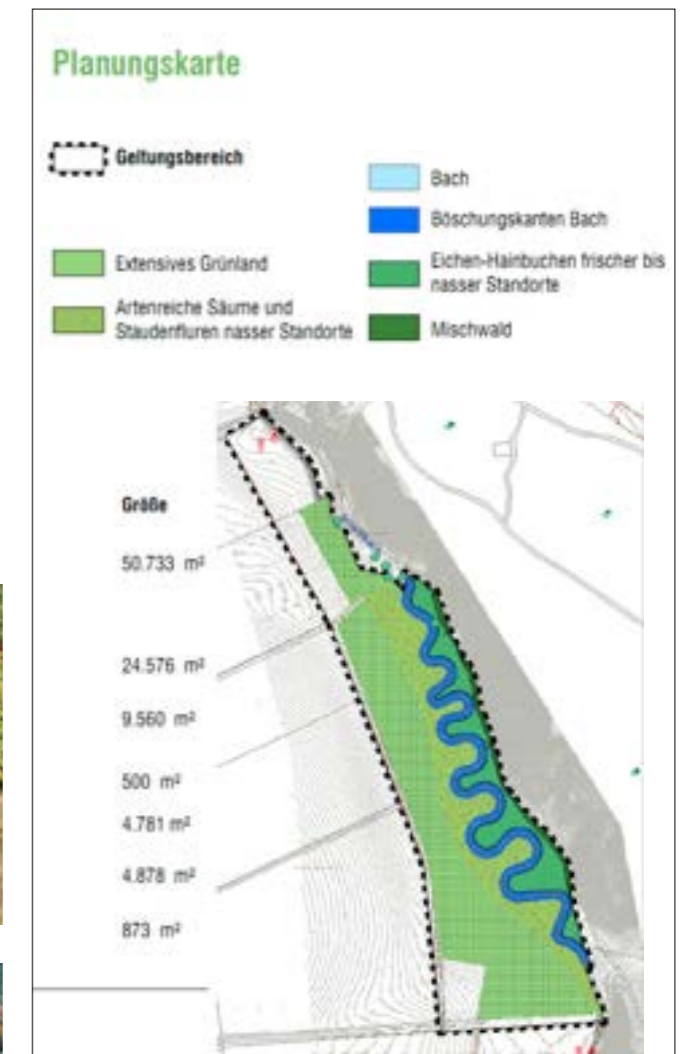 Planungskarte
Geltungsbereich
Extensives Grünland
Artenreiche Säume und
Staudenfluren nasser Standorte
Bach
Böschungskanten Bach
Eichen-Hainbuchen frischer bis
nasser Standorte
Mischwald
Größe
50.733 m²
24.576 m²
9.560 m²
500 m²
4.781 m²
4.878 m²
873 m²